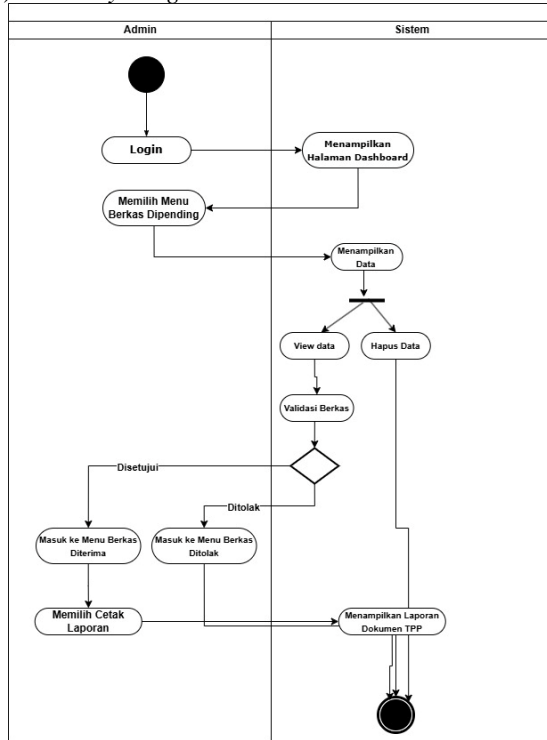 Admin
Sistem
Login
Menampilkan
Halaman Dashboard
Memilih Menu
Berkas Dipending
Menampilkan
Data
View data
Hapus Data
Validasi Berkas
Disetujui
Ditolak
Masuk ke Menu Berkas
Diterima
Masuk ke Menu Berkas
Ditolak
Memilih Cetak
Laporan
Menampilkan Laporan
Dokumen TPP